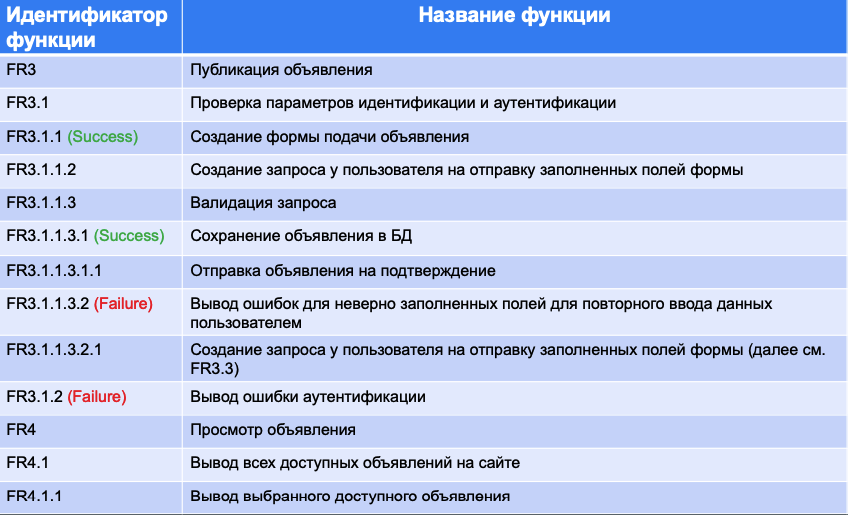 Идентификатор функции Название функции
FR3 Публикация объявления
FR3.1 Проверка параметров идентификации и аутентификации
FR3.1.1 (Success) Создание формы подачи объявления
FR3.1.1.2 Создание запроса у пользователя на отправку заполненных полей формы
FR3.1.1.3 Валидация запроса
FR3.1.1.3.1 (Success) Сохранение объявления в БД
FR3.1.1.3.1.1 Отправка объявления на подтверждение
FR3.1.1.3.2 (Failure) Вывод ошибок для неверно заполненных полей для повторного ввода данных
пользователем
FR3.1.1.3.2.1 Создание запроса у пользователя на отправку заполненных полей формы (далее см.
FR3.3)
FR3.1.2 (Failure) Вывод ошибки аутентификации
FR4 Просмотр объявления
FR4.1 Вывод всех доступных объявлений на сайте
FR4.1.1 Вывод выбранного доступного объявления